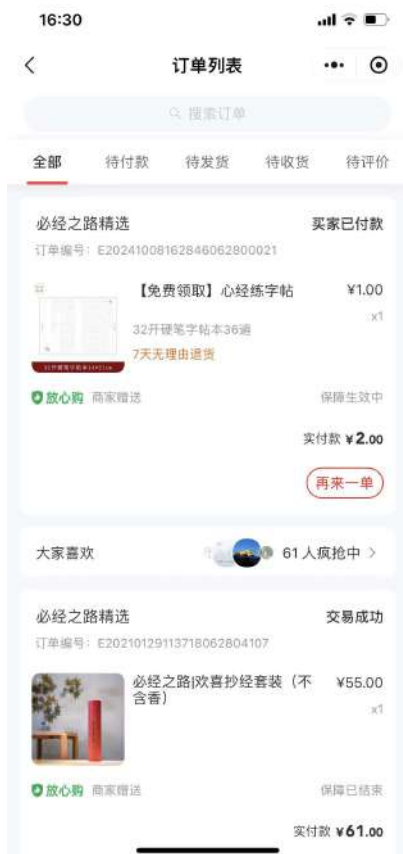 16:30
订单列表
搜索订单
全部
待付款
待发货
待收货
待评价
必经之路精选
买家已付款
订单编号：E20241008162846062800021
【免费领取】心经练字帖
¥1.00
32开硬笔字帖本36遍
x1
7天无理由退货
放心购 商家赠送
保障生效中
实付款 ¥2.00
再来一单
大家喜欢
61人疯抢中
必经之路精选
交易成功
订单编号：E20210129113718062804107
必经之路|欢喜抄经套装（不
含香）
¥55.00
x1
放心购 商家赠送
保障已结束
实付款 ¥61.00